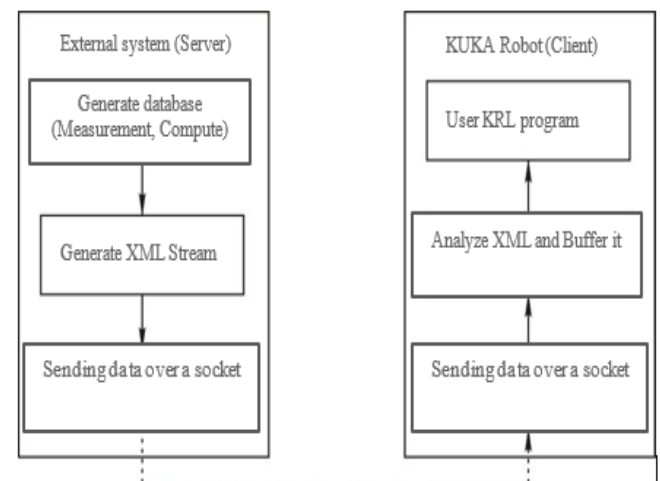 External system (Server)
Generate database
(Measurement, Compute)
Generate XML Stream
Sending data over a socket
KUKA Robot (Client)
User KRL program
Analyze XML and Buffer it
Sending data over a socket